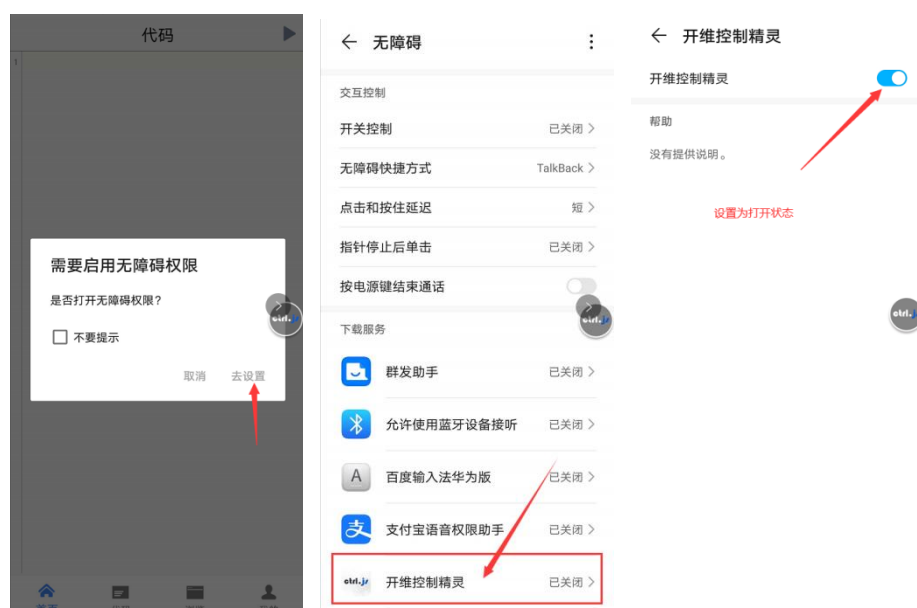 代码
1
需要启用无障碍权限
是否打开无障碍权限?
不要提示
取消 去设置
ctrl.js
无障碍
交互控制
开关控制 已关闭
无障碍快捷方式 TalkBack
点击和按住延迟 短
指针停止后单击 已关闭
按电源键结束通话
ctrl.js
下载服务
群发助手 已关闭
允许使用蓝牙设备接听 已关闭
A 百度输入法华为版 已关闭
支 支付宝语音权限助手 已关闭
ctrl.js 开维控制精灵 已关闭
开维控制精灵
开维控制精灵
帮助
没有提供说明。
设置为打开状态
ctrl.j